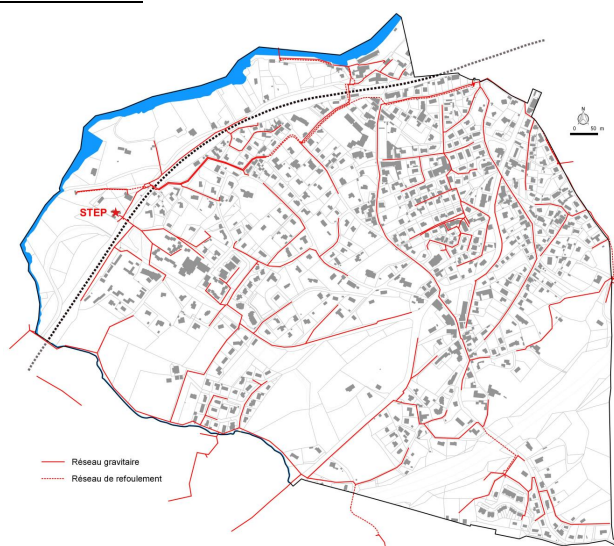 N
0 50 m
STEP
Réseau gravitaire
Réseau de refoulement